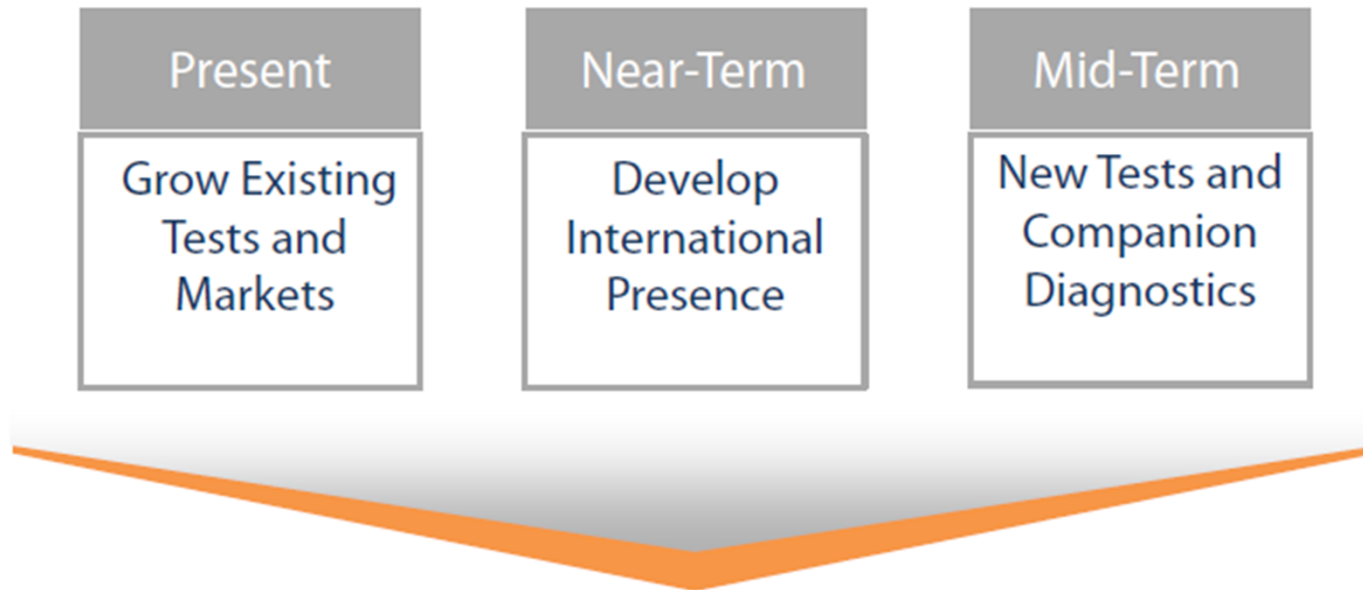 Present
Grow Existing
Tests and
Markets
Near-Term
Develop
International
Presence
Mid-Term
New Tests and
Companion
Diagnostics